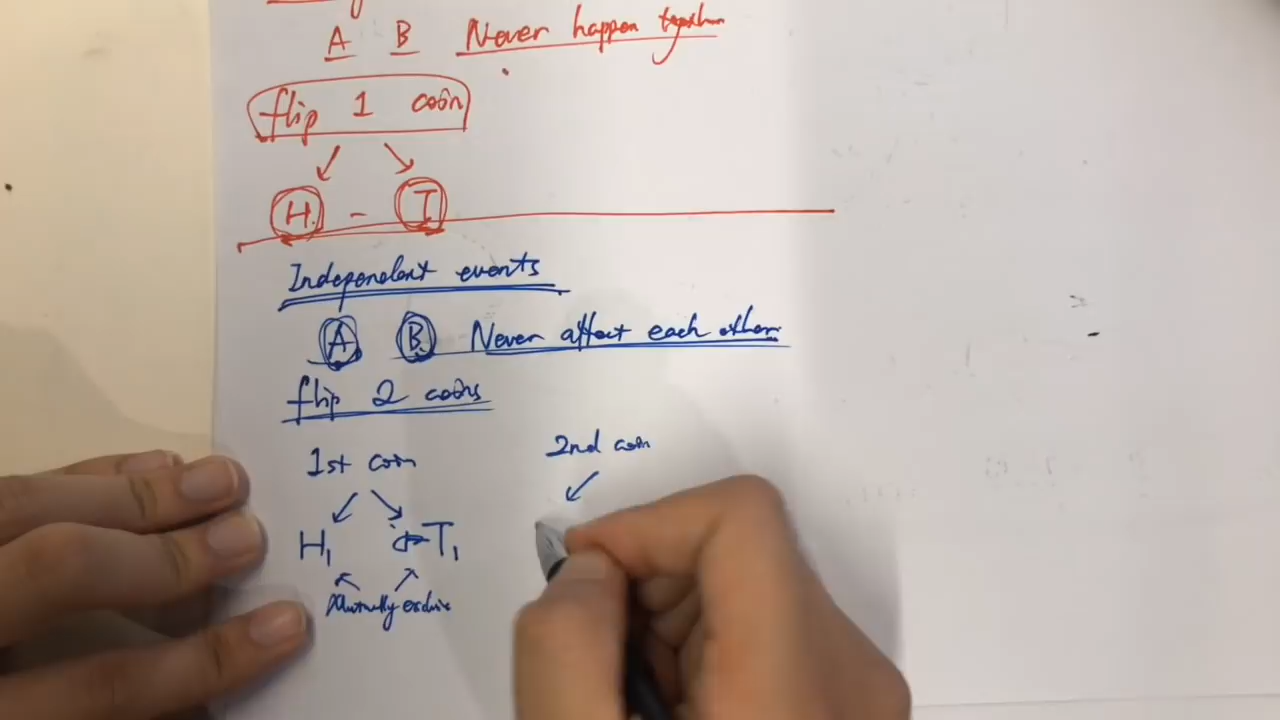 A B Never happen together
flip 1 coin
H - T
Independent events
A B Never affect each other
flip 2 coins
1st coin 2nd coin
H1 T1
Mutually